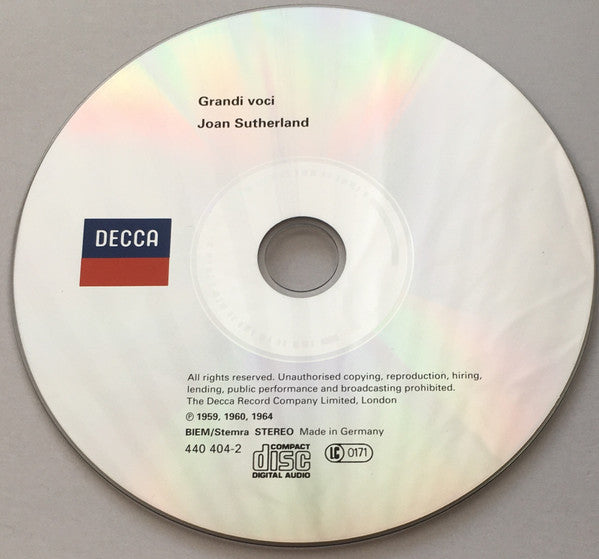 Grandi voci
Joan Sutherland
DECCA
All rights reserved. Unauthorised copying, reproduction, hiring,
lending, public performance and broadcasting prohibited.
The Decca Record Company Limited, London
℗ 1959, 1960, 1964
BIEM/Stemra STEREO Made in Germany
440 404-2
COMPACT
disc
DIGITAL AUDIO
LC 0171